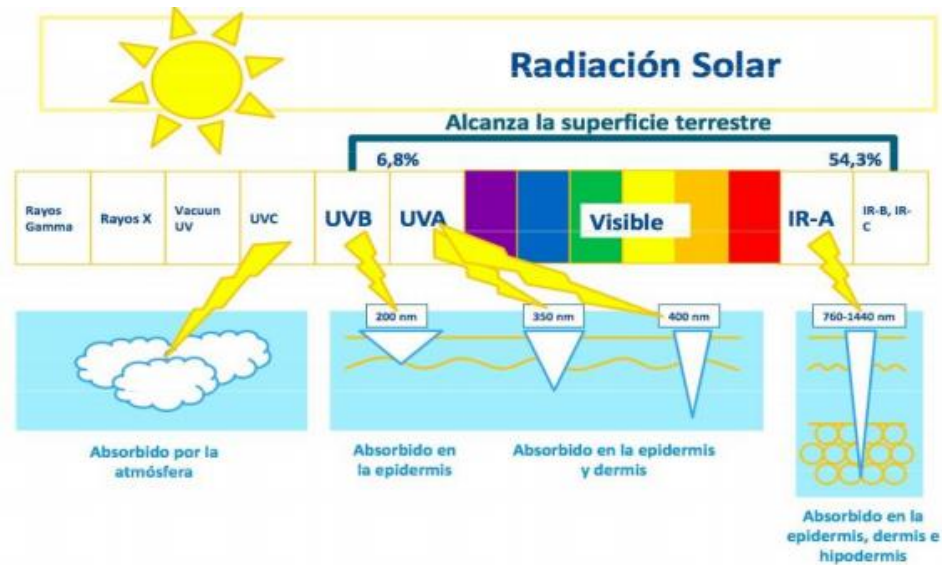 Radiación Solar
Alcanza la superficie terrestre
6,8%
54,3%
Rayos
Gamma
Rayos X
Vacuun
UV
UVC
UVB
UVA
Visible
IR-A
IR-B, IR-
C
200 nm
350 nm
400 nm
760-1440 nm
Absorbido por la
atmósfera
Absorbido en
la epidermis
Absorbido en la epidermis
y dermis
Absorbido en la
epidermis, dermis e
hipodermis